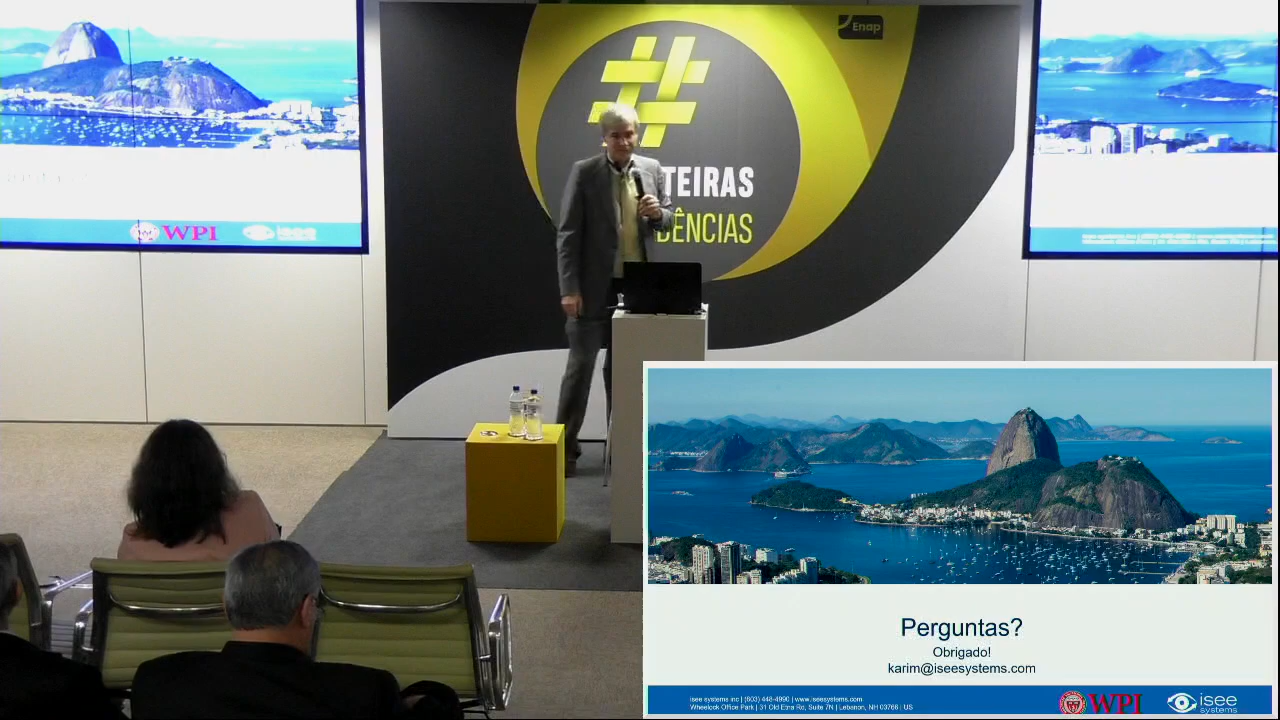 Enap
#
TEIRAS
DÊNCIAS
WPI
isee
systems
Perguntas?
Obrigado!
karim@iseesystems.com
isee systems inc | (603) 448-4990 | www.iseesystems.com
Wheelock Office Park | 31 Old Etna Rd, Suite 7N | Lebanon, NH 03766 | US
WPI
isee
systems